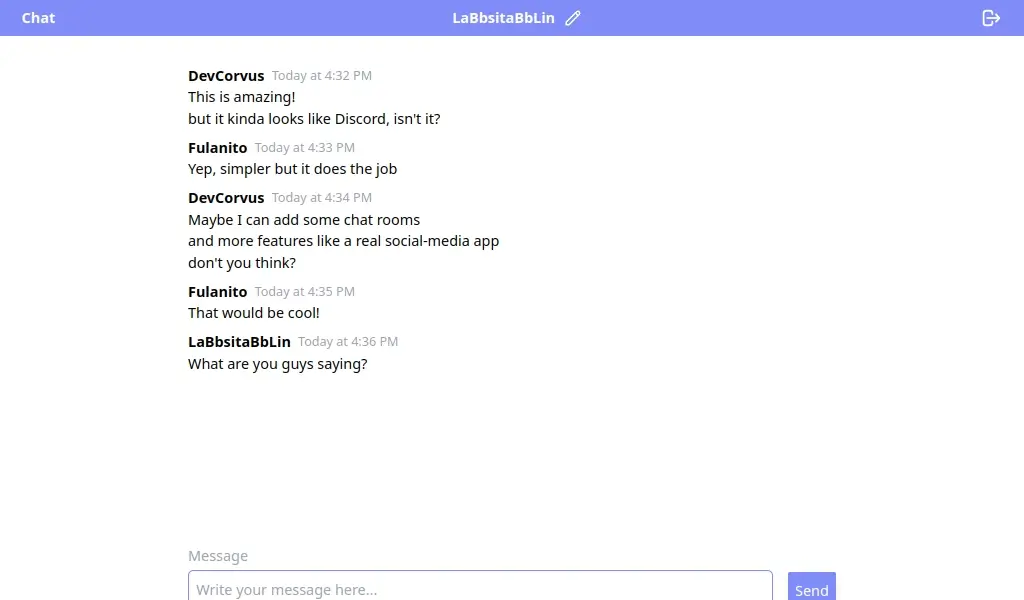 Chat
LaBbsitaBbLin
DevCorvus Today at 4:32 PM
This is amazing!
but it kinda looks like Discord, isn't it?
Fulanito Today at 4:33 PM
Yep, simpler but it does the job
DevCorvus Today at 4:34 PM
Maybe I can add some chat rooms
and more features like a real social-media app
don't you think?
Fulanito Today at 4:35 PM
That would be cool!
LaBbsitaBbLin Today at 4:36 PM
What are you guys saying?
Message
Write your message here...
Send